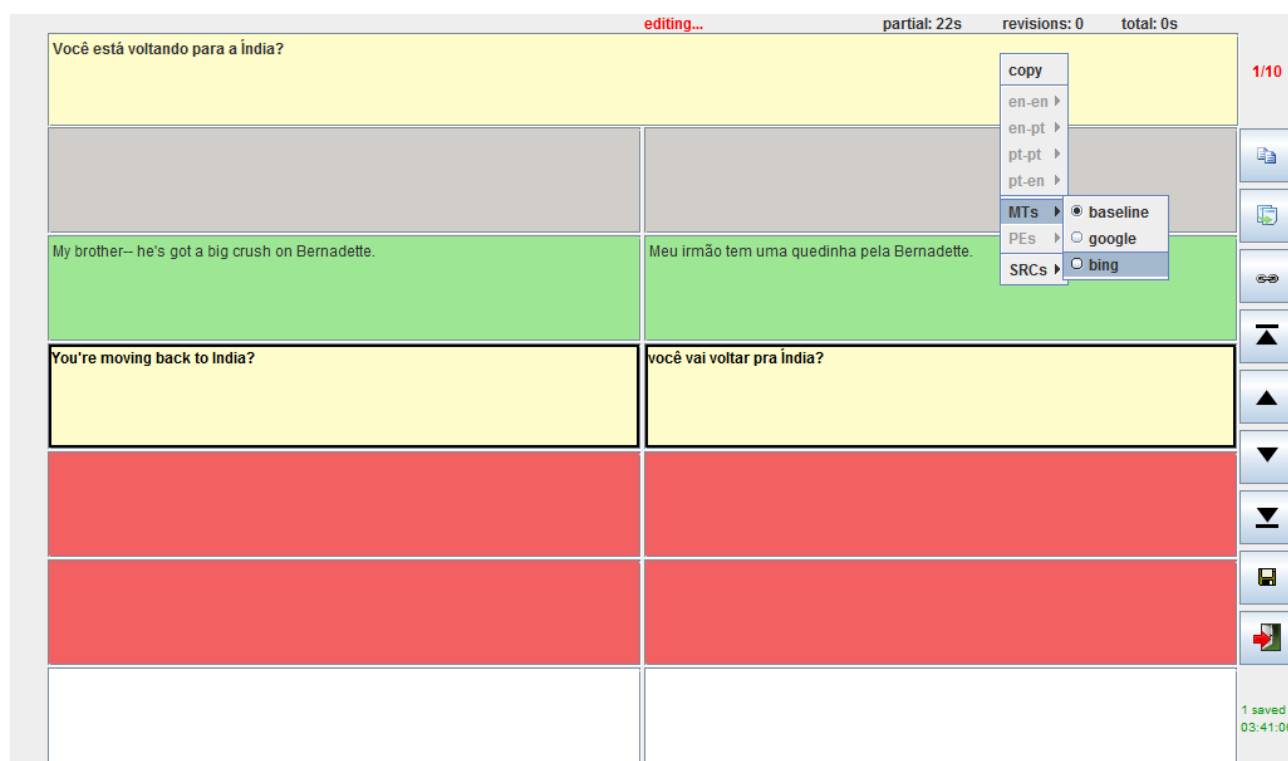 editing... partial: 22s revisions: 0 total: 0s
Você está voltando para a Índia?
1/10
copy
en-en
en-pt
pt-pt
pt-en
MTs
baseline
google
bing
PEs
SRCs
My brother-- he's got a big crush on Bernadette.
Meu irmão tem uma quedinha pela Bernadette.
You're moving back to India?
você vai voltar pra Índia?
1 saved